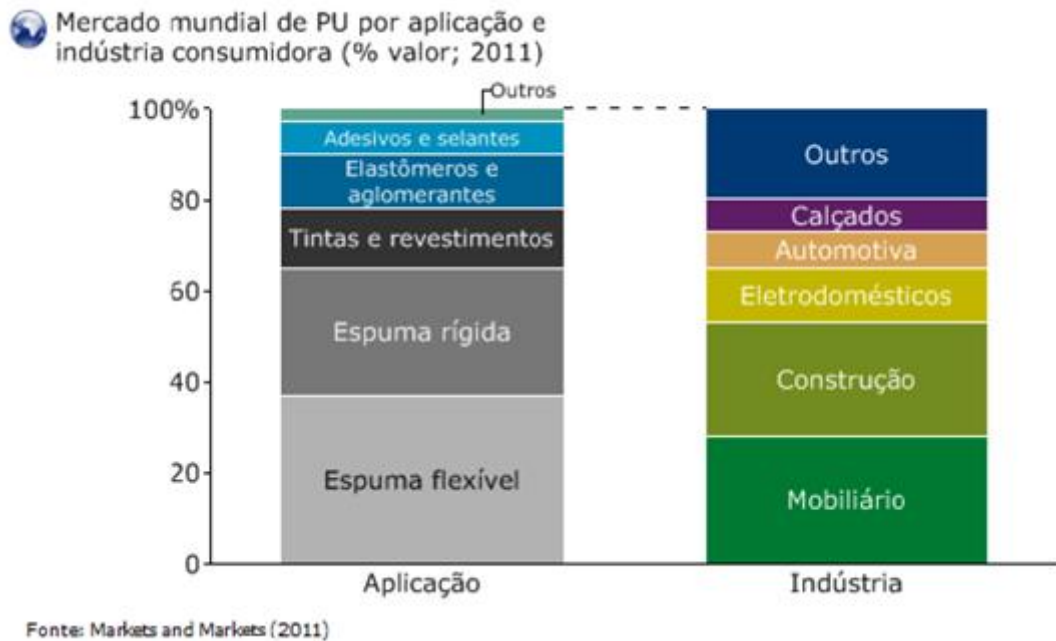 Mercado mundial de PU por aplicação e
indústria consumidora (% valor; 2011)
Outros
100%
80
60
40
20
0
Adesivos e selantes
Elastômeros e
aglomerantes
Tintas e revestimentos
Espuma rígida
Espuma flexível
Aplicação
Outros
Calçados
Automotiva
Eletrodomésticos
Construção
Mobiliário
Indústria
Fonte: Markets and Markets (2011)